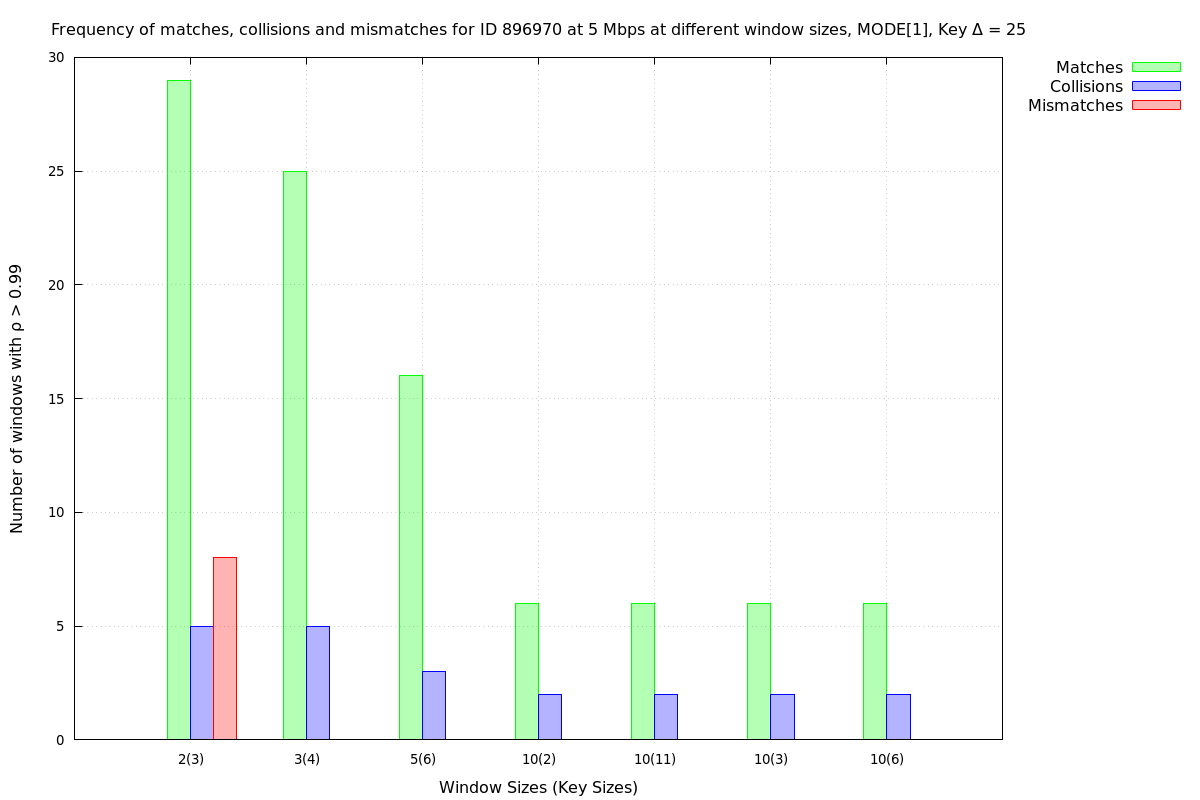 Frequency of matches, collisions and mismatches for ID 896970 at 5 Mbps at different window sizes, MODE[1], Key Δ = 25
Matches
Collisions
Mismatches
Number of windows with ρ > 0.99
30
25
20
15
10
5
0
2(3) 3(4) 5(6) 10(2) 10(11) 10(3) 10(6)
Window Sizes (Key Sizes)